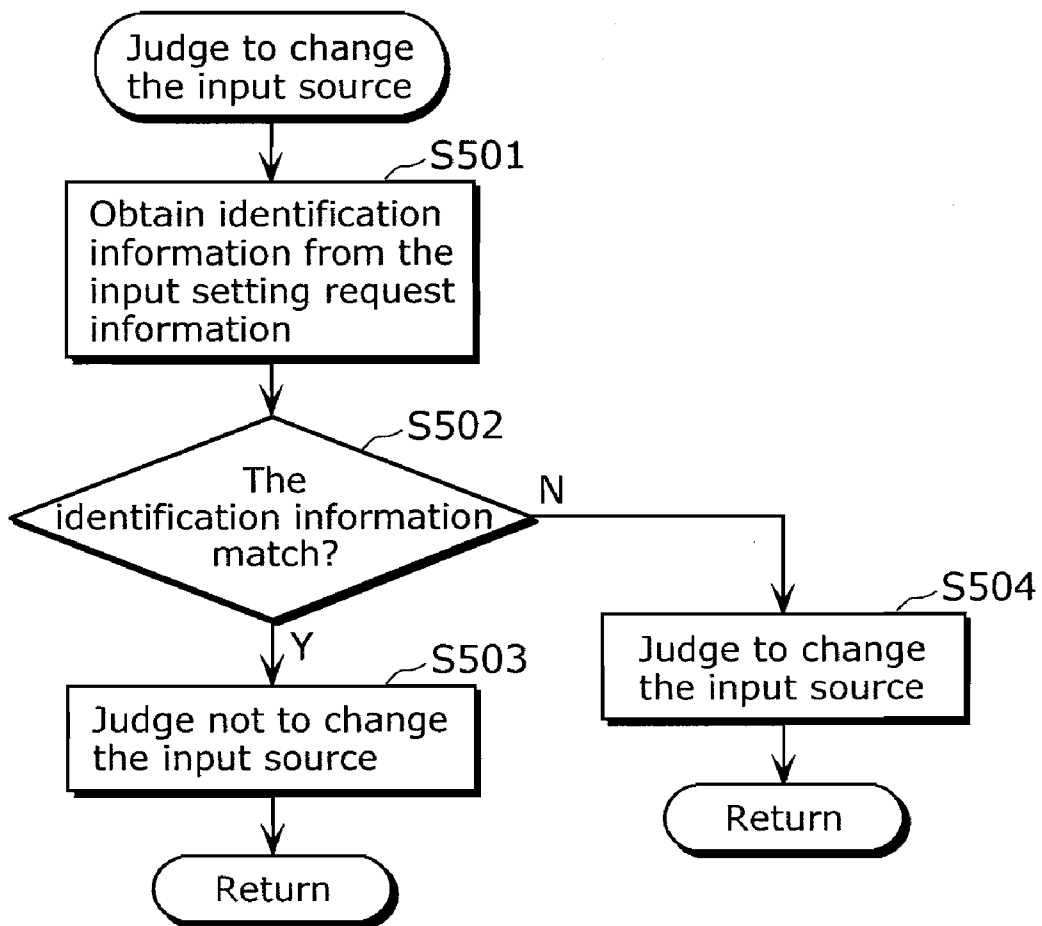 Judge to change
the input source
S501
Obtain identification
information from the
input setting request
information
S502
The
identification information
match?
N
Y
S503
Judge not to change
the input source
Return
S504
Judge to change
the input source
Return